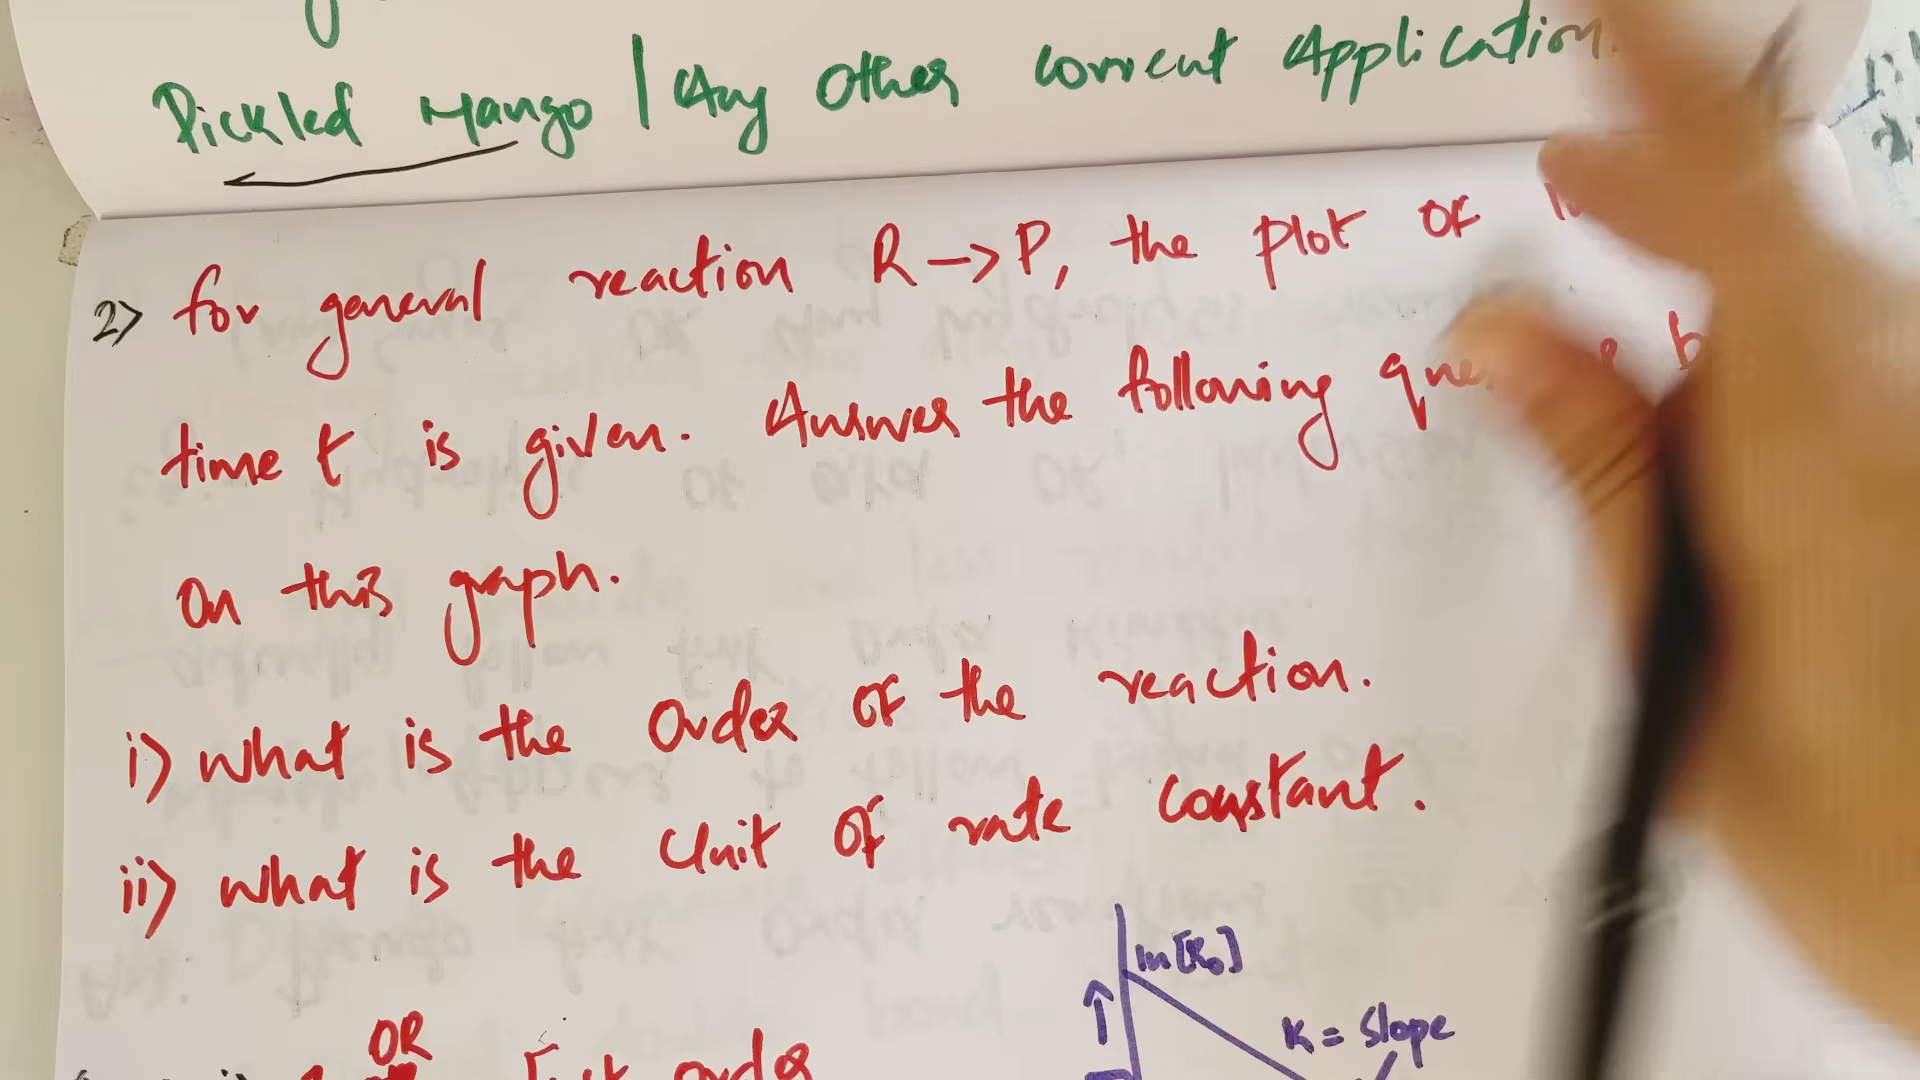 Pickled Mango | Any Other correct Application.
2> for general reaction R → P, the plot of
time t is given. Answer the following
on this graph.
i> what is the Order of the reaction.
ii> what is the Unit of rate constant.
ln[R₀]
K = Slope
OR
order